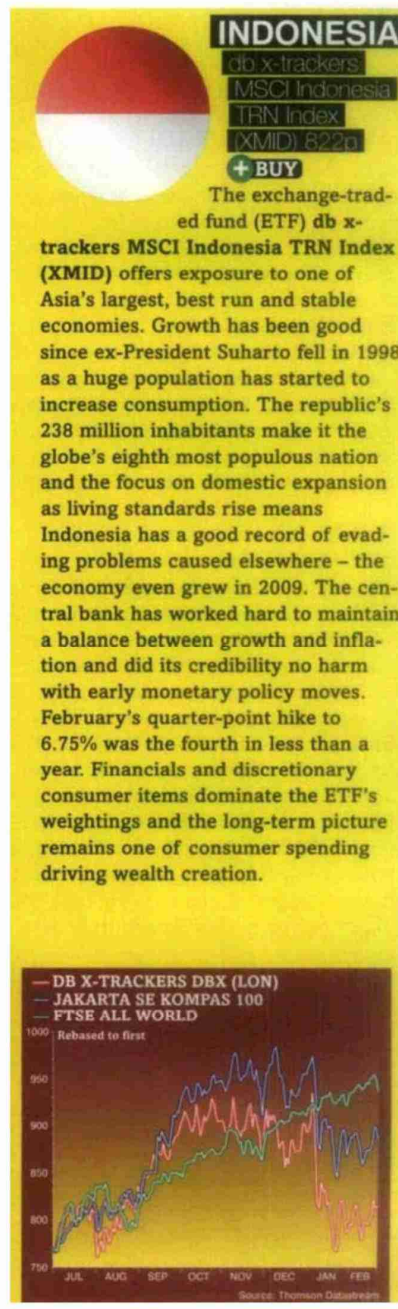 INDONESIA
db x-trackers
MSCI Indonesia
TRN Index
(XMID) 822p
+ BUY
The exchange-trad-
ed fund (ETF) db x-
trackers MSCI Indonesia TRN Index
(XMID) offers exposure to one of
Asia's largest, best run and stable
economies. Growth has been good
since ex-President Suharto fell in 1998
as a huge population has started to
increase consumption. The republic's
238 million inhabitants make it the
globe's eighth most populous nation
and the focus on domestic expansion
as living standards rise means
Indonesia has a good record of evad-
ing problems caused elsewhere – the
economy even grew in 2009. The cen-
tral bank has worked hard to maintain
a balance between growth and infla-
tion and did its credibility no harm
with early monetary policy moves.
February's quarter-point hike to
6.75% was the fourth in less than a
year. Financials and discretionary
consumer items dominate the ETF's
weightings and the long-term picture
remains one of consumer spending
driving wealth creation.
DB X-TRACKERS DBX (LON)
JAKARTA SE KOMPAS 100
FTSE ALL WORLD
1000
Rebased to first
950
900
850
800
750
JUL AUG SEP OCT NOV DEC JAN FEB
Source: Thomson Datastream